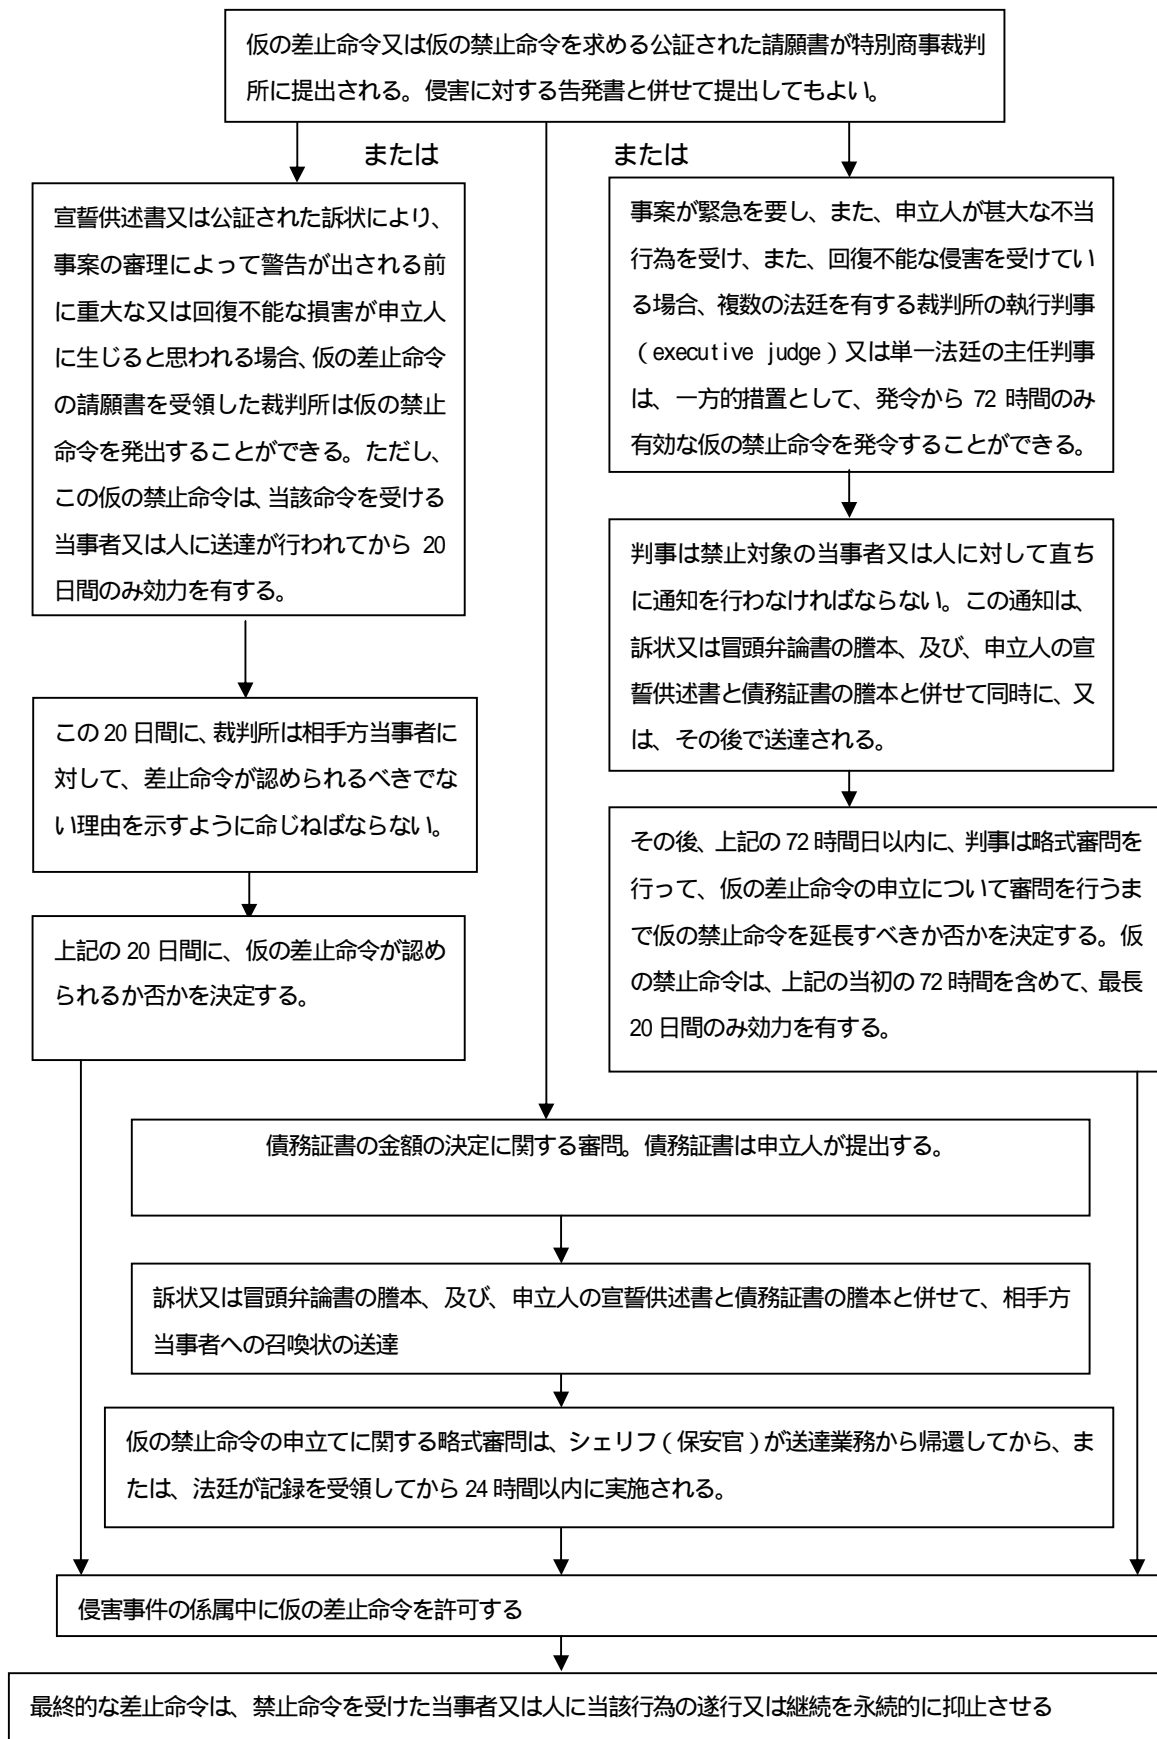 仮の差止命令又は仮の禁止命令を求める公証された請願書が特別商事裁判
所に提出される。侵害に対する告発書と併せて提出してもよい。
または
または
宣誓供述書又は公証された訴状により、
事案の審理によって警告が出される前
に重大な又は回復不能な損害が申立人
に生じると思われる場合、仮の差止命令
の請願書を受領した裁判所は仮の禁止
命令を発出することができる。ただし、
この仮の禁止命令は、当該命令を受ける
当事者又は人に送達が行われてから 20
日間のみ効力を有する。
この 20 日間に、裁判所は相手方当事者に
対して、差止命令が認められるべきでな
い理由を示すように命じねばならない。
上記の 20 日間に、仮の差止命令が認め
られるか否かを決定する。
事案が緊急を要し、また、申立人が甚大な不当
行為を受け、また、回復不能な侵害を受けてい
る場合、複数の法廷を有する裁判所の執行判事
（executive judge）又は単一法廷の主任判事
は、一方的措置として、発令から 72 時間のみ
有効な仮の禁止命令を発令することができる。
判事は禁止対象の当事者又は人に対して直ち
に通知を行わなければならない。この通知は、
訴状又は冒頭弁論書の謄本、及び、申立人の宣
誓供述書と債務証書の謄本と併せて同時に、又
は、その後で送達される。
その後、上記の 72 時間日以内に、判事は略式審問を
行って、仮の差止命令の申立について審問を行うま
で仮の禁止命令を延長すべきか否かを決定する。仮
の禁止命令は、上記の当初の 72 時間を含めて、最長
20 日間のみ効力を有する。
債務証書の金額の決定に関する審問。債務証書は申立人が提出する。
訴状又は冒頭弁論書の謄本、及び、申立人の宣誓供述書と債務証書の謄本と併せて、相手方
当事者への召喚状の送達
仮の禁止命令の申立てに関する略式審問は、シェリフ（保安官）が送達業務から帰還してから、ま
たは、法廷が記録を受領してから 24 時間以内に実施される。
侵害事件の係属中に仮の差止命令を許可する
最終的な差止命令は、禁止命令を受けた当事者又は人に当該行為の遂行又は継続を永続的に抑止させる